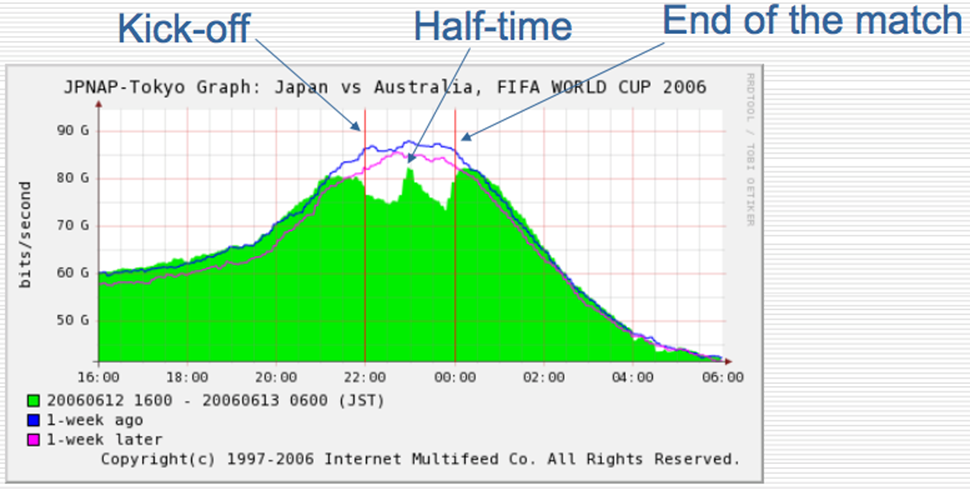 Kick-off
Half-time
End of the match
JPNAP-Tokyo Graph: Japan vs Australia, FIFA WORLD CUP 2006
RRDTOOL / TOBI OETIKER
bits/second
90 G
80 G
70 G
60 G
50 G
16:00 18:00 20:00 22:00 00:00 02:00 04:00 06:00
20060612 1600 - 20060613 0600 (JST)
1-week ago
1-week later
Copyright(c) 1997-2006 Internet Multifeed Co. All Rights Reserved.